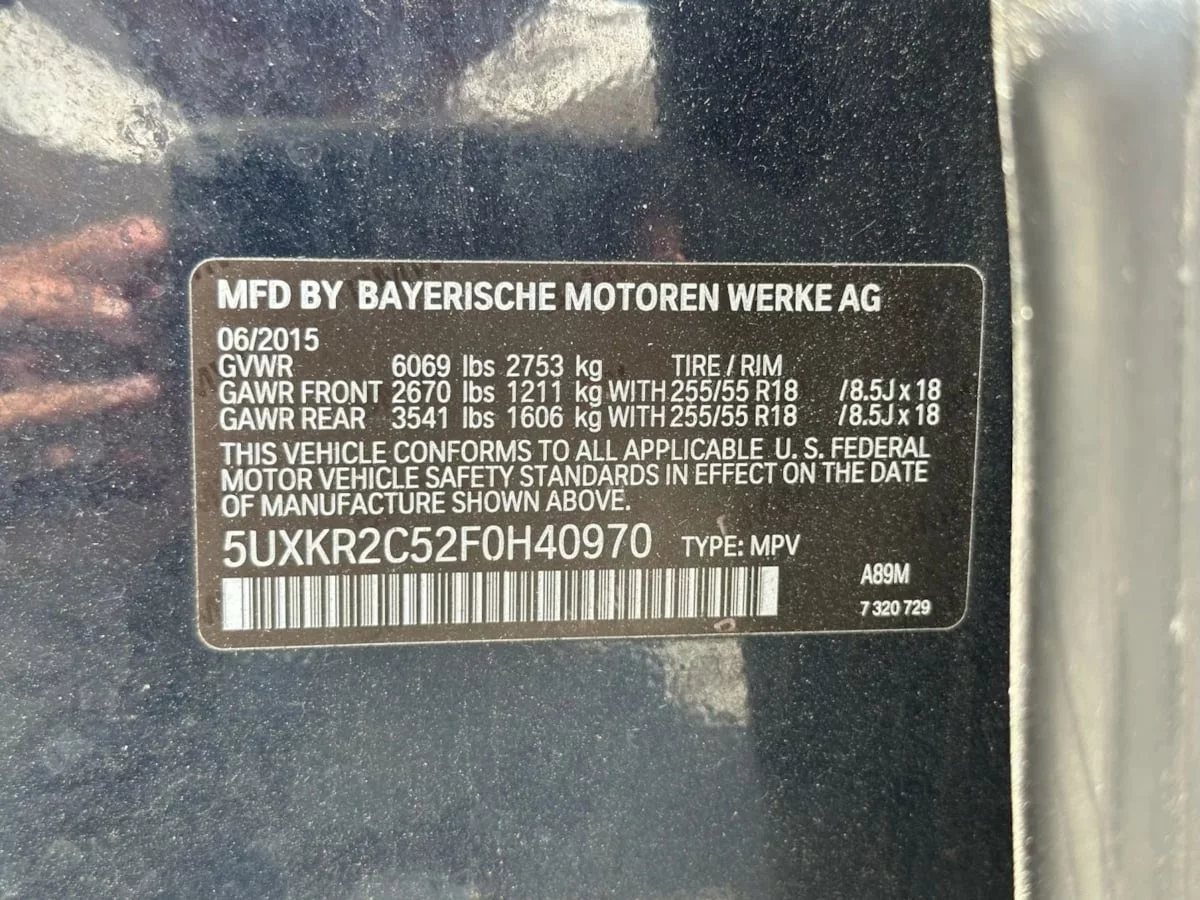 MFD BY BAYERISCHE MOTOREN WERKE AG
06/2015
GVWR 6069 lbs 2753 kg TIRE / RIM
GAWR FRONT 2670 lbs 1211 kg WITH 255/55 R18 /8.5J x 18
GAWR REAR 3541 lbs 1606 kg WITH 255/55 R18 /8.5J x 18
THIS VEHICLE CONFORMS TO ALL APPLICABLE U. S. FEDERAL
MOTOR VEHICLE SAFETY STANDARDS IN EFFECT ON THE DATE
OF MANUFACTURE SHOWN ABOVE.
5UXKR2C52F0H40970 TYPE: MPV
A89M
7 320 729